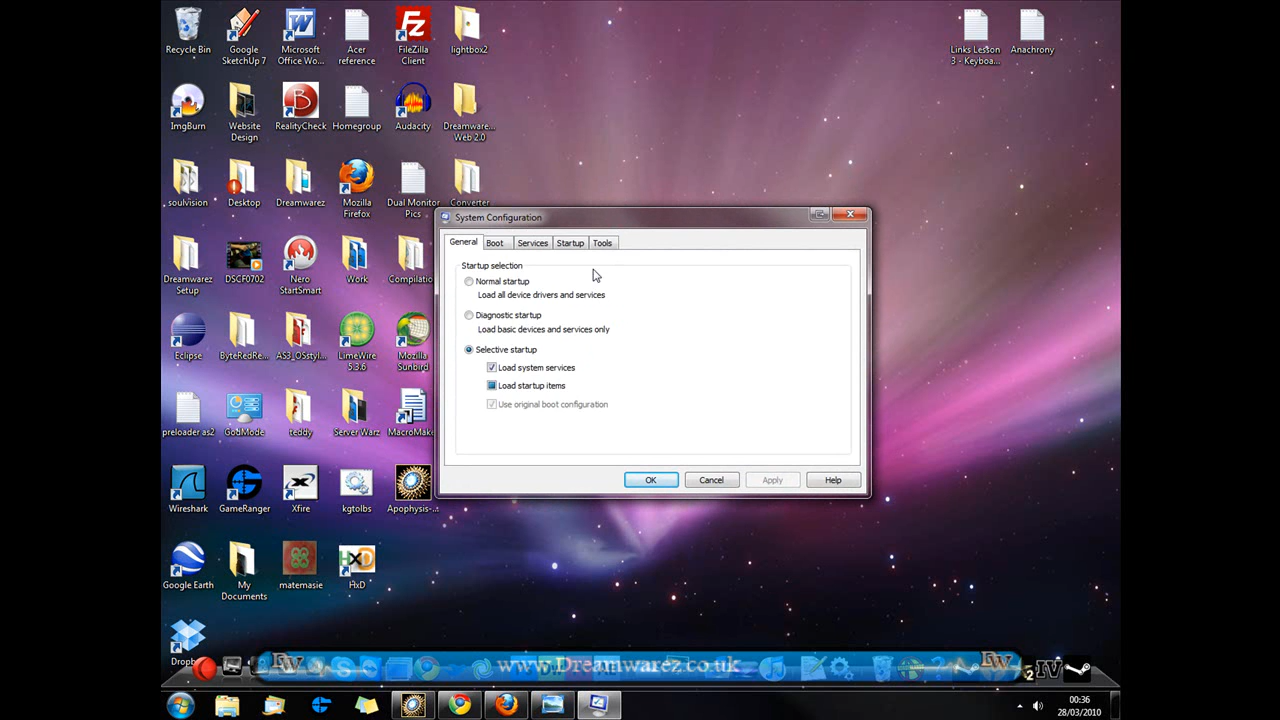 Recycle Bin
Google
SketchUp 7
Microsoft
Office Wo...
Acer
reference
FileZilla
Client
lightbox2
Links Lesson
3 - Keyboa...
Anachrony
ImgBurn
Website
Design
RealityCheck
Homegroup
Audacity
Dreamware...
Web 2.0
soulvision
Desktop
Dreamwarez
Mozilla
Firefox
Dual Monitor
Pics
Converter
System Configuration
General
Boot
Services
Startup
Tools
Startup selection
Normal startup
Load all device drivers and services
Diagnostic startup
Load basic devices and services only
Selective startup
Load system services
Load startup items
Use original boot configuration
OK
Cancel
Apply
Help
Dreamwarez
Setup
DSCF0702
Nero
StartSmart
Work
Compilatio
Eclipse
ByteRedRe...
AS3_OSstyl...
LimeWire
5.3.6
Mozilla
Sunbird
preloader as2
GodMode
teddy
Server Warz
MacroMak
Wireshark
GameRanger
Xfire
kgtolbs
Apophysis-...
Google Earth
My
Documents
matemasie
HxD
Dropb
www.Dreamwarez.co.uk
IV
00:36
28/03/2010